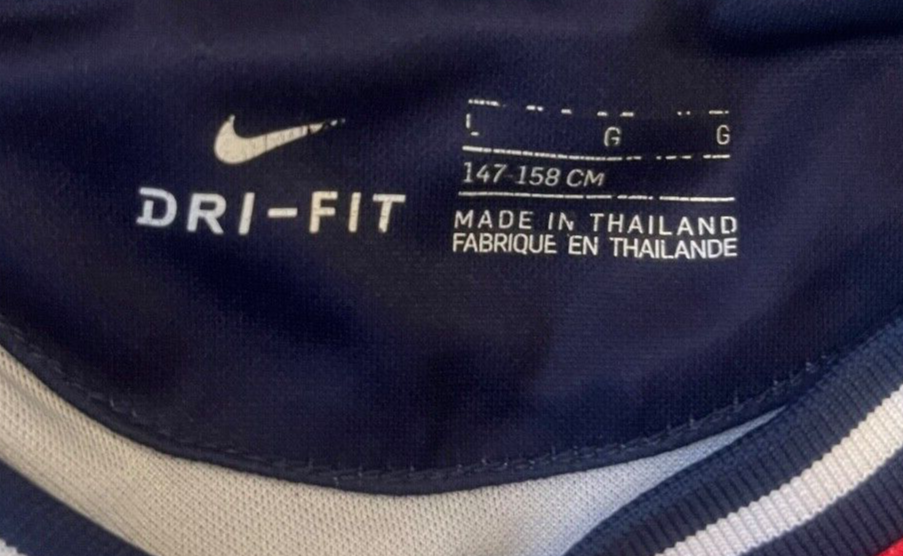 DRI-FIT
L G G
147-158 CM
MADE IN THAILAND
FABRIQUE EN THAILANDE